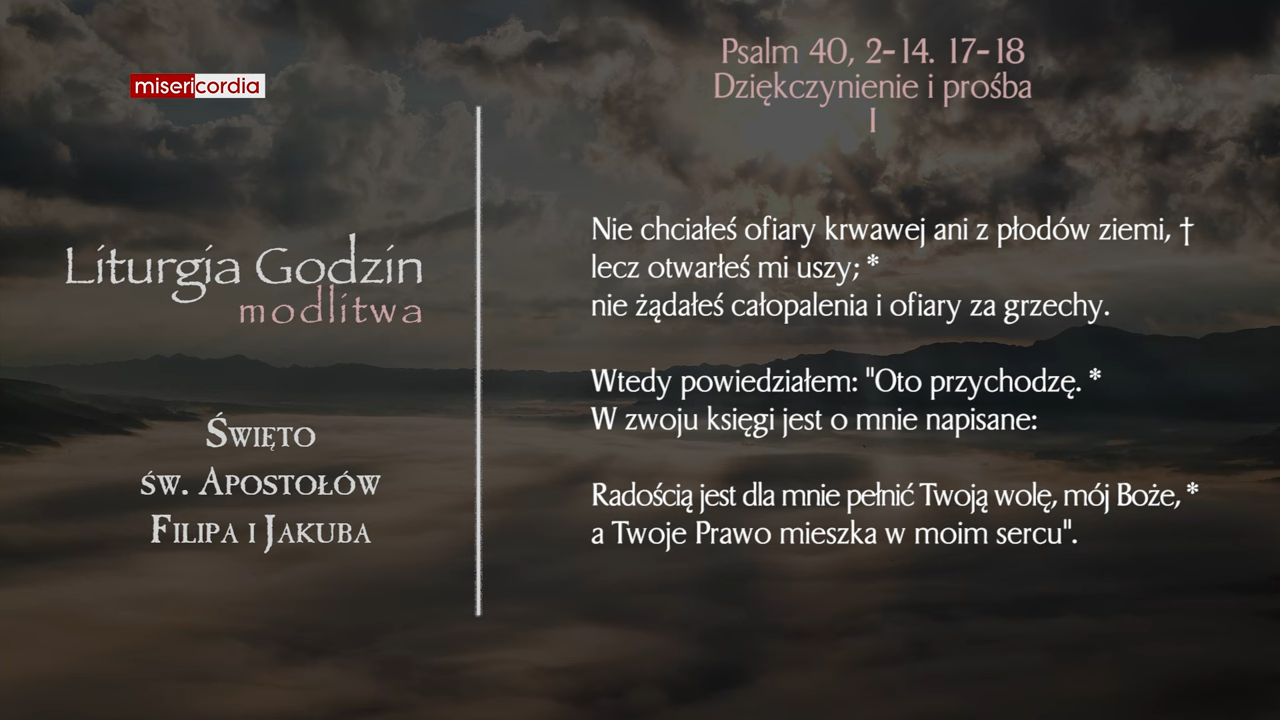 misericordia
Liturgia Godzin
modlitwa
Święto
św. Apostołów
Filipa i Jakuba
Psalm 40, 2-14. 17-18
Dziękczynienie i prośba
I
Nie chciałeś ofiary krwawej ani z płodów ziemi, †
lecz otwarłeś mi uszy; *
nie żądałeś całopalenia i ofiary za grzechy.
Wtedy powiedziałem: "Oto przychodzę. *
W zwoju księgi jest o mnie napisane:
Radością jest dla mnie pełnić Twoją wolę, mój Boże, *
a Twoje Prawo mieszka w moim sercu".